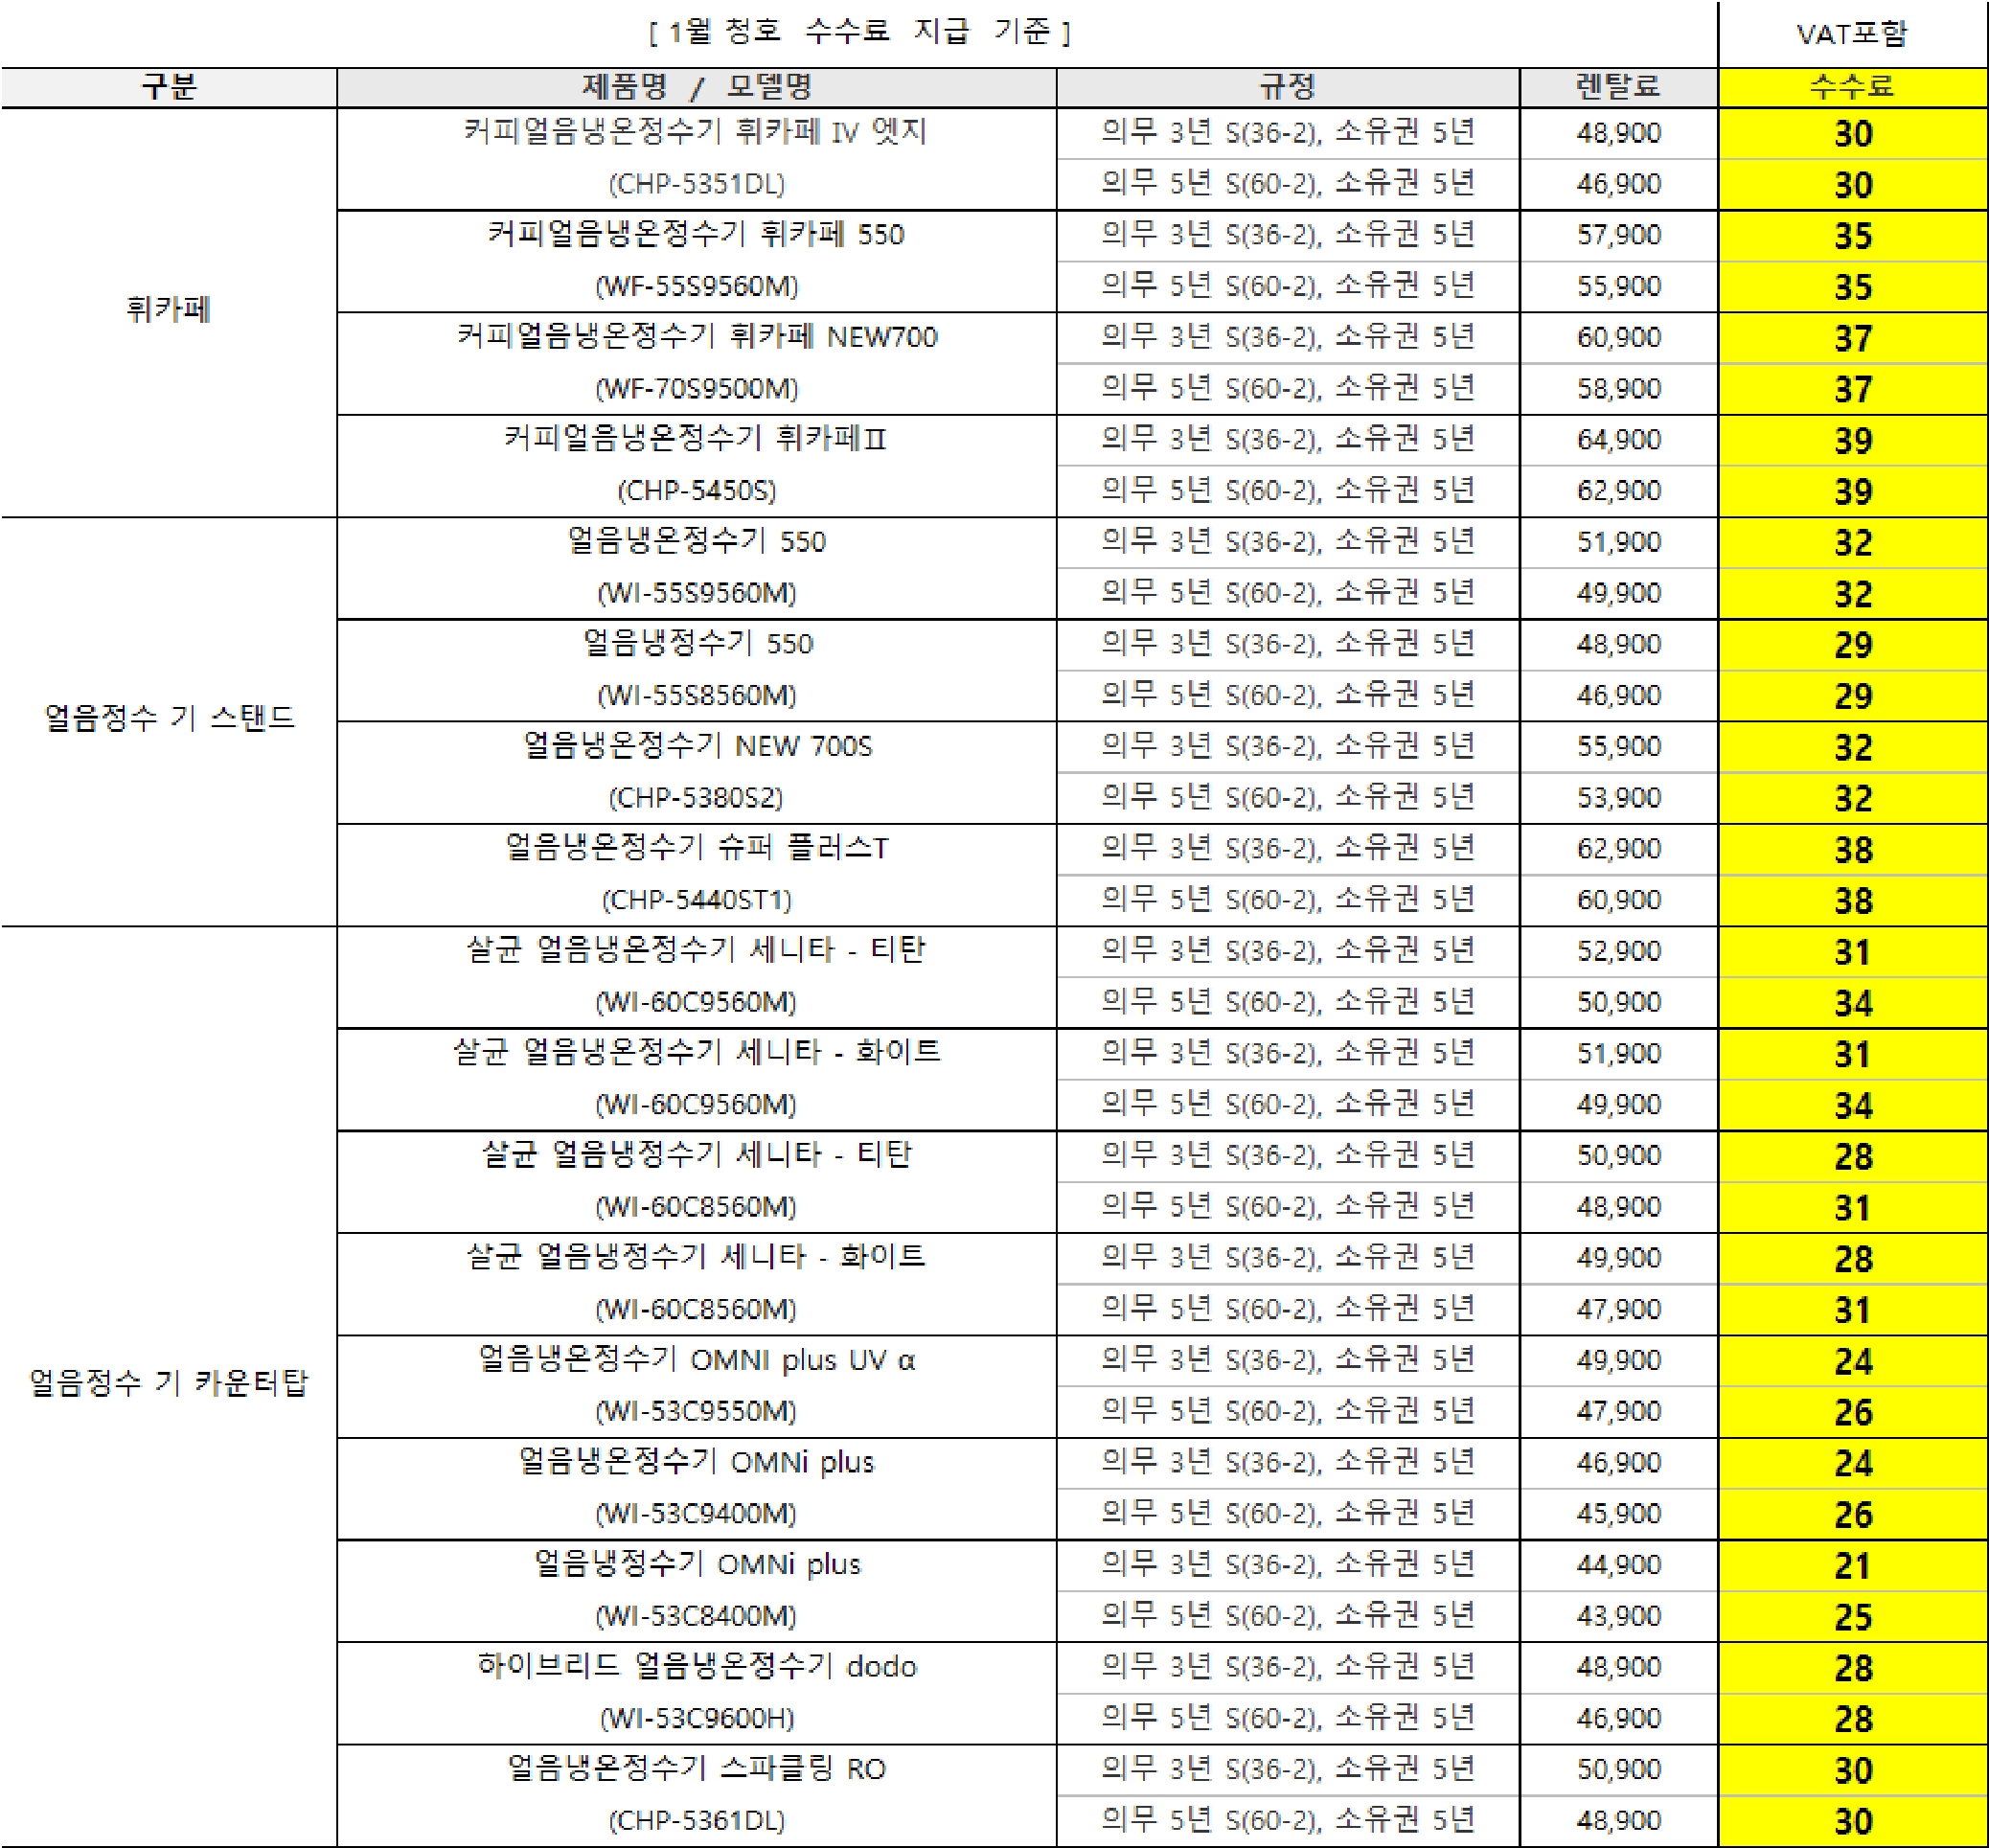 [ 1월 청호 수수료 지급 기준 ] VAT포함
구분 제품명 / 모델명 규정 렌탈료 수수료
커피얼음냉온정수기 휘카페 IV 엣지 의무 3년 S(36-2), 소유권 5년 48,900 30
(CHP-5351DL) 의무 5년 S(60-2), 소유권 5년 46,900 30
커피얼음냉온정수기 휘카페 550 의무 3년 S(36-2), 소유권 5년 57,900 35
(WF-55S9560M) 의무 5년 S(60-2), 소유권 5년 55,900 35
휘카페
커피얼음냉온정수기 휘카페 NEW700 의무 3년 S(36-2), 소유권 5년 60,900 37
(WF-70S9500M) 의무 5년 S(60-2), 소유권 5년 58,900 37
커피얼음냉온정수기 휘카페Ⅱ 의무 3년 S(36-2), 소유권 5년 64,900 39
(CHP-5450S) 의무 5년 S(60-2), 소유권 5년 62,900 39
얼음냉온정수기 550 의무 3년 S(36-2), 소유권 5년 51,900 32
(WI-55S9560M) 의무 5년 S(60-2), 소유권 5년 49,900 32
얼음냉정수기 550 의무 3년 S(36-2), 소유권 5년 48,900 29
(WI-55S8560M) 의무 5년 S(60-2), 소유권 5년 46,900 29
얼음정수 기 스탠드
얼음냉온정수기 NEW 700S 의무 3년 S(36-2), 소유권 5년 55,900 32
(CHP-5380S2) 의무 5년 S(60-2), 소유권 5년 53,900 32
얼음냉온정수기 슈퍼 플러스T 의무 3년 S(36-2), 소유권 5년 62,900 38
(CHP-5440ST1) 의무 5년 S(60-2), 소유권 5년 60,900 38
살균 얼음냉온정수기 세니타 - 티탄 의무 3년 S(36-2), 소유권 5년 52,900 31
(WI-60C9560M) 의무 5년 S(60-2), 소유권 5년 50,900 34
살균 얼음냉온정수기 세니타 - 화이트 의무 3년 S(36-2), 소유권 5년 51,900 31
(WI-60C9560M) 의무 5년 S(60-2), 소유권 5년 49,900 34
살균 얼음냉정수기 세니타 - 티탄 의무 3년 S(36-2), 소유권 5년 50,900 28
(WI-60C8560M) 의무 5년 S(60-2), 소유권 5년 48,900 31
살균 얼음냉정수기 세니타 - 화이트 의무 3년 S(36-2), 소유권 5년 49,900 28
(WI-60C8560M) 의무 5년 S(60-2), 소유권 5년 47,900 31
얼음냉온정수기 OMNI plus UV α 의무 3년 S(36-2), 소유권 5년 49,900 24
얼음정수 기 카운터탑
(WI-53C9550M) 의무 5년 S(60-2), 소유권 5년 47,900 26
얼음냉온정수기 OMNi plus 의무 3년 S(36-2), 소유권 5년 46,900 24
(WI-53C9400M) 의무 5년 S(60-2), 소유권 5년 45,900 26
얼음냉정수기 OMNi plus 의무 3년 S(36-2), 소유권 5년 44,900 21
(WI-53C8400M) 의무 5년 S(60-2), 소유권 5년 43,900 25
하이브리드 얼음냉온정수기 dodo 의무 3년 S(36-2), 소유권 5년 48,900 28
(WI-53C9600H) 의무 5년 S(60-2), 소유권 5년 46,900 28
얼음냉온정수기 스파클링 RO 의무 3년 S(36-2), 소유권 5년 50,900 30
(CHP-5361DL) 의무 5년 S(60-2), 소유권 5년 48,900 30